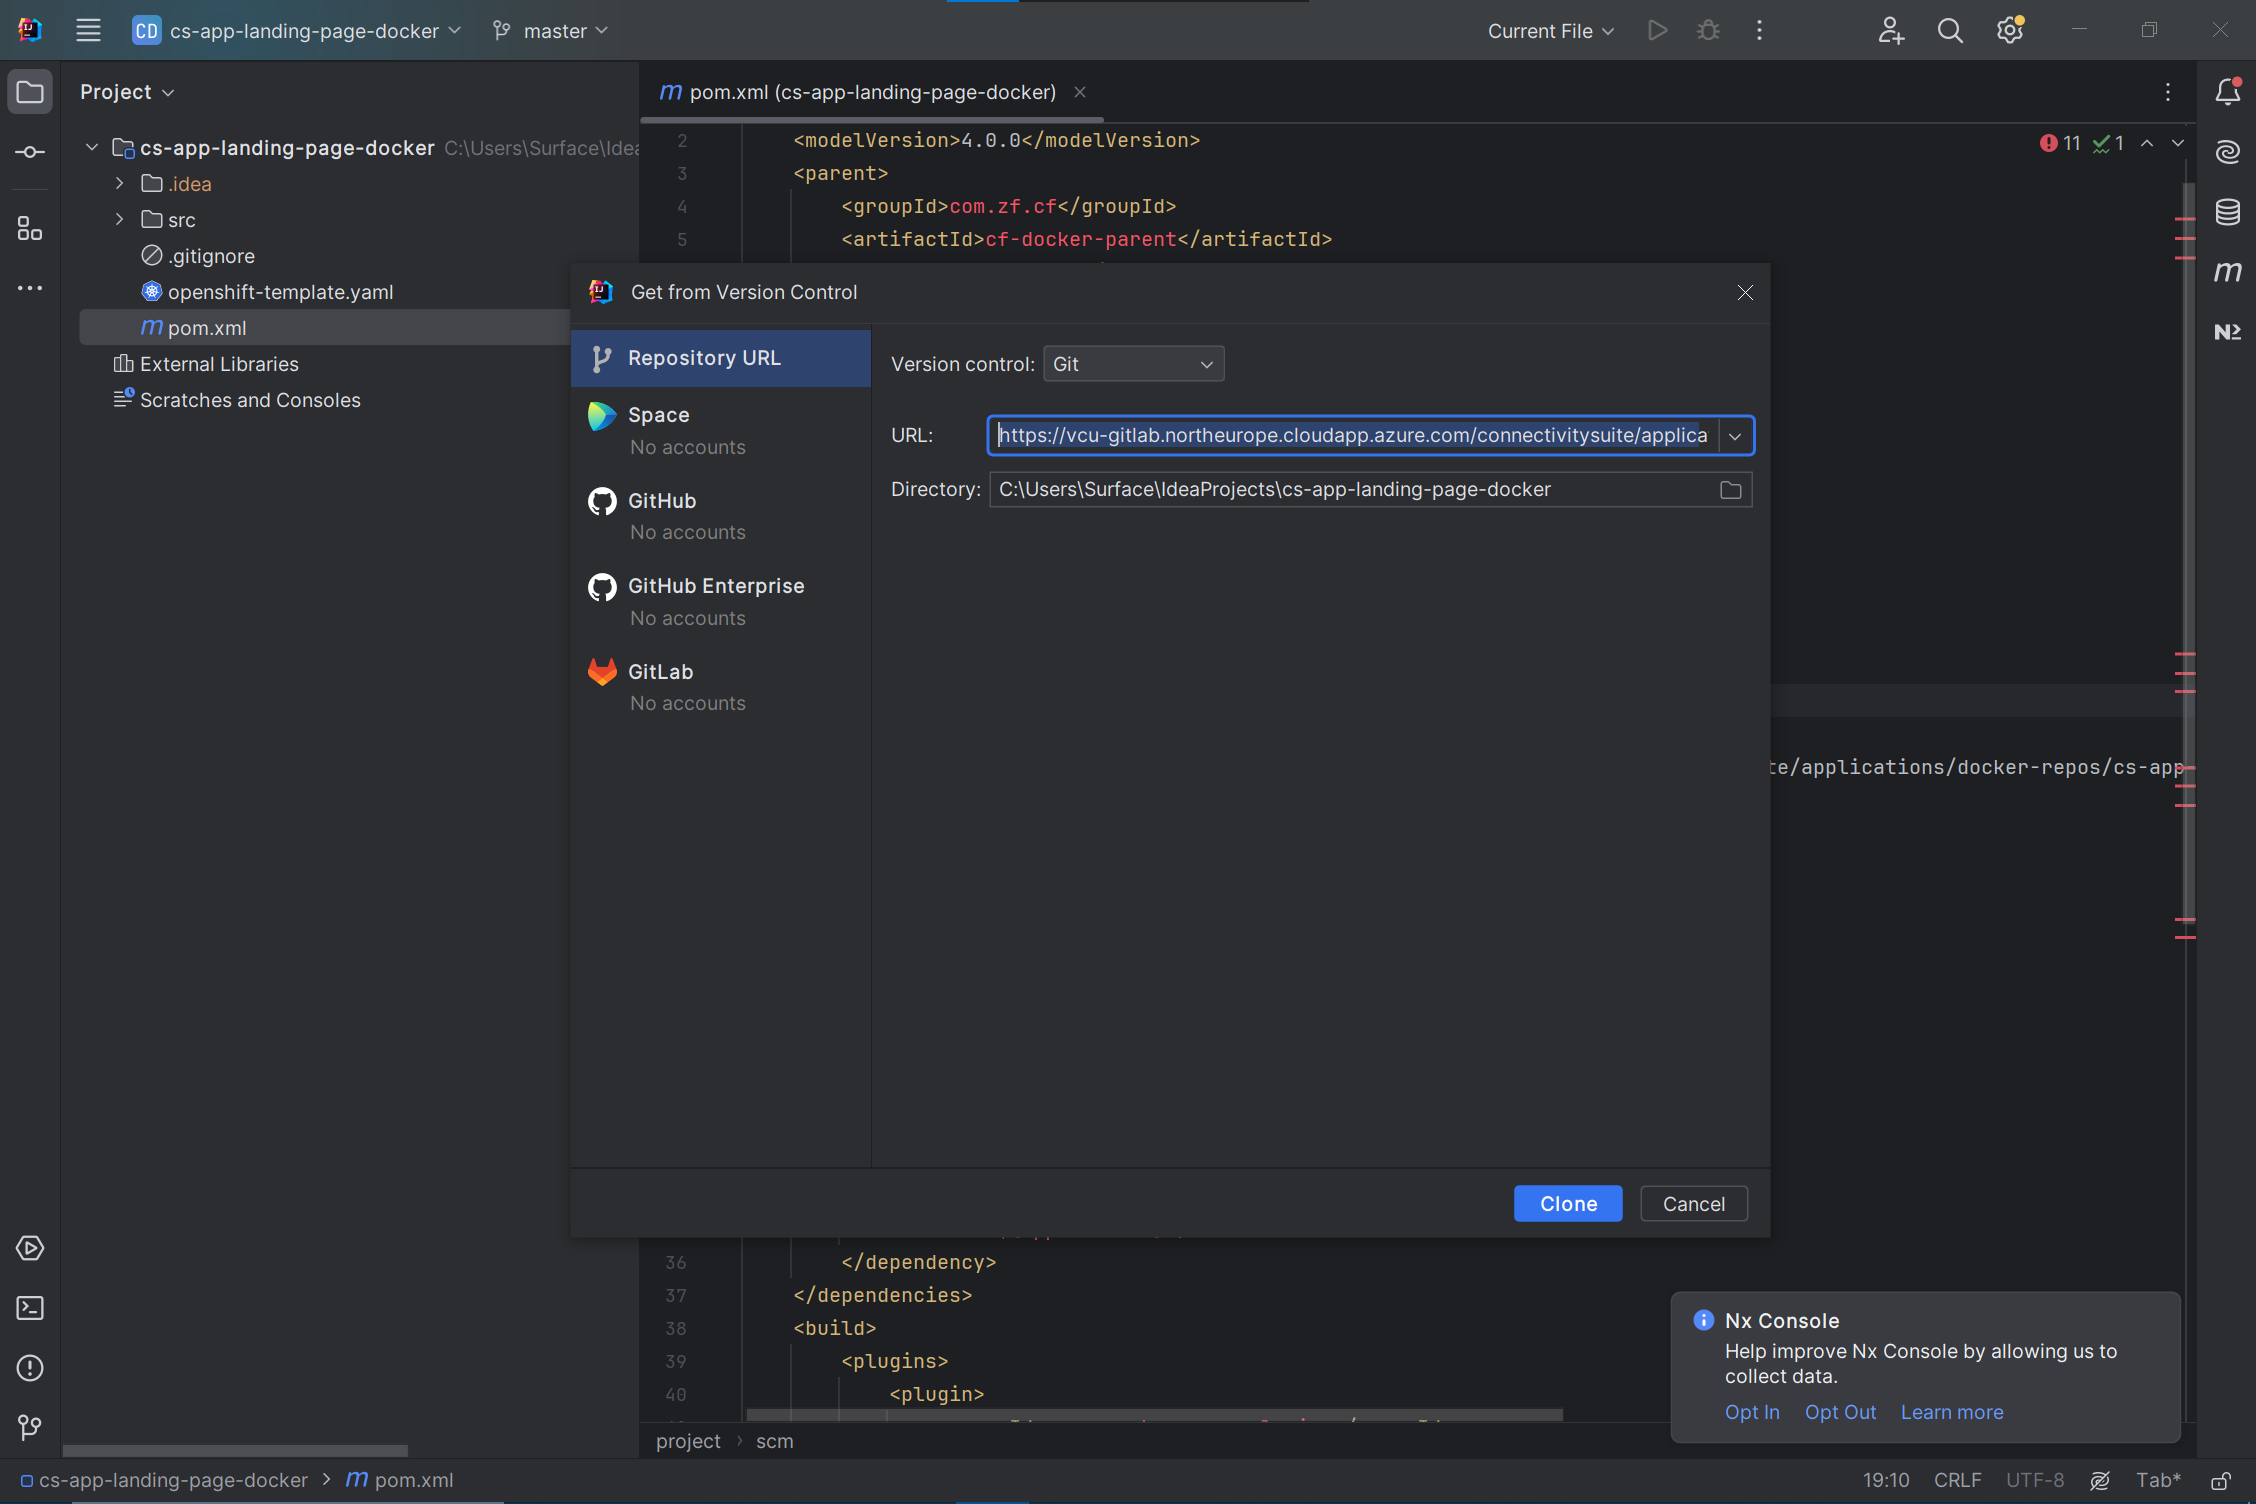 CD cs-app-landing-page-docker master Current File
Project
cs-app-landing-page-docker C:\Users\Surface\Idea
.idea
src
.gitignore
openshift-template.yaml
pom.xml
External Libraries
Scratches and Consoles
pom.xml (cs-app-landing-page-docker)
11 1
2 <modelVersion>4.0.0</modelVersion>
3 <parent>
4 <groupId>com.zf.cf</groupId>
5 <artifactId>cf-docker-parent</artifactId>
Get from Version Control
Repository URL
Space
No accounts
GitHub
No accounts
GitHub Enterprise
No accounts
GitLab
No accounts
Version control: Git
URL: https://vcu-gitlab.northeurope.cloudapp.azure.com/connectivitysuite/applica
Directory: C:\Users\Surface\IdeaProjects\cs-app-landing-page-docker
te/applications/docker-repos/cs-app-
Clone Cancel
36 </dependency>
37 </dependencies>
38 <build>
39 <plugins>
40 <plugin>
project > scm
Nx Console
Help improve Nx Console by allowing us to
collect data.
Opt In Opt Out Learn more
cs-app-landing-page-docker > pom.xml
19:10 CRLF UTF-8 Tab*